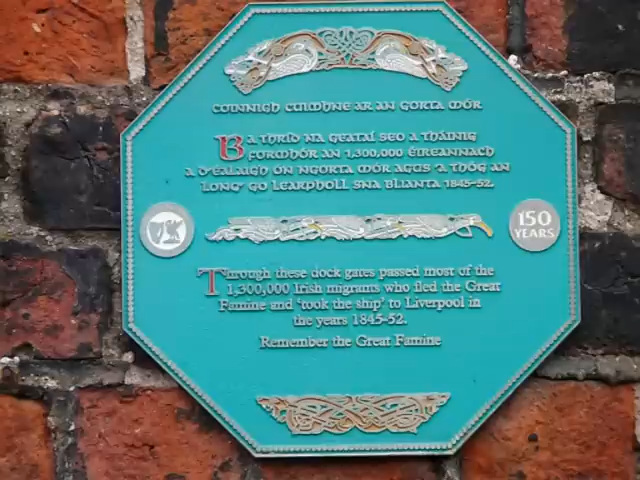 CUIMNIGH CUIMHNE AR AN GORTA MÓR
BA THRÍD NA GEATAÍ SEO A THÁINIG
FORMHÓR AN 1,300,000 ÉIREANNACH
A D'EALAIGH ÓN NGORTA MÓR AGUS 'A THÓG AN
LONG' GO LEARPHOLL SNA BLIANTA 1845-52.
150
YEARS
Through these dock gates passed most of the
1,300,000 Irish migrants who fled the Great
Famine and 'took the ship' to Liverpool in
the years 1845-52.
Remember the Great Famine